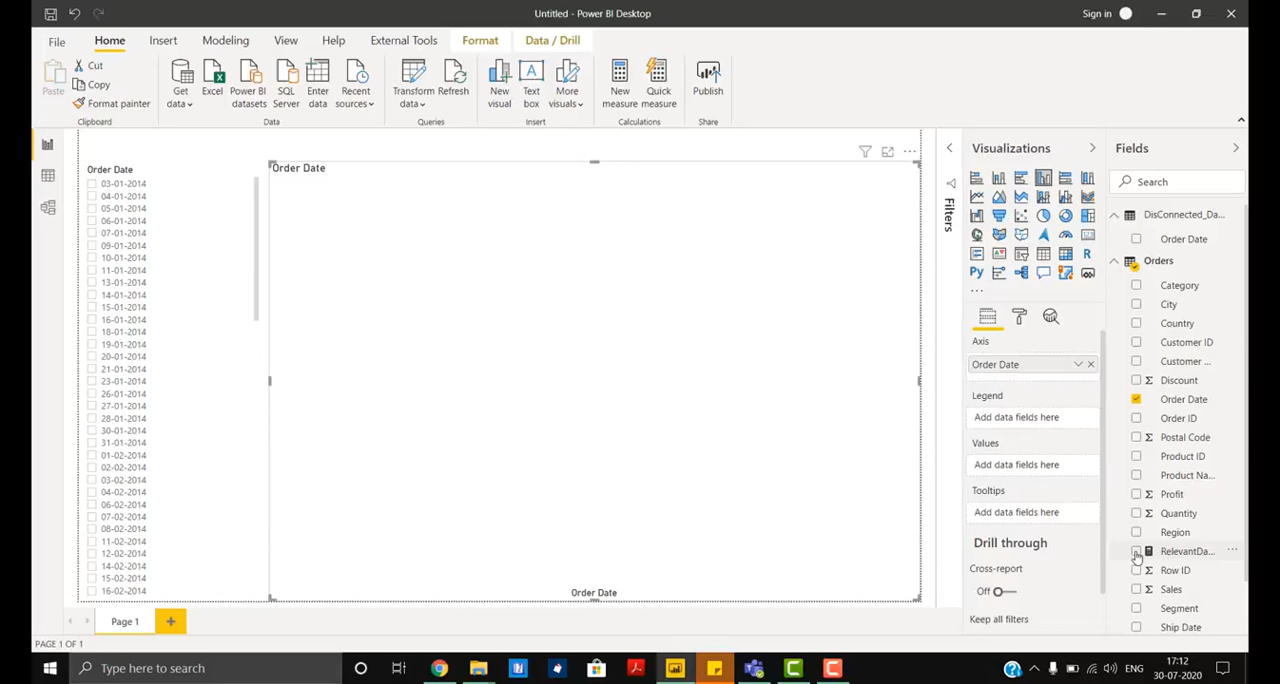 Untitled - Power BI Desktop
Sign in
File
Home
Insert
Modeling
View
Help
External Tools
Format
Data / Drill
Paste
Cut
Copy
Format painter
Clipboard
Get
data
Excel
Power BI
datasets
SQL
Server
Enter
data
Recent
sources
Data
Transform
data
Refresh
Queries
New
visual
Text
box
More
visuals
Insert
New
measure
Quick
measure
Calculations
Publish
Share
Order Date
03-01-2014
04-01-2014
05-01-2014
06-01-2014
07-01-2014
09-01-2014
10-01-2014
11-01-2014
13-01-2014
14-01-2014
15-01-2014
16-01-2014
18-01-2014
19-01-2014
20-01-2014
21-01-2014
23-01-2014
26-01-2014
27-01-2014
28-01-2014
30-01-2014
31-01-2014
01-02-2014
02-02-2014
03-02-2014
04-02-2014
06-02-2014
07-02-2014
08-02-2014
11-02-2014
12-02-2014
14-02-2014
15-02-2014
16-02-2014
Order Date
Order Date
Filters
Visualizations
R
Py
Axis
Order Date
Legend
Add data fields here
Values
Add data fields here
Tooltips
Add data fields here
Drill through
Cross-report
Off
Keep all filters
Fields
Search
DisConnected_Da...
Order Date
Orders
Category
City
Country
Customer ID
Customer ...
Discount
Order Date
Order ID
Postal Code
Product ID
Product Na...
Profit
Quantity
Region
RelevantDa...
Row ID
Sales
Segment
Ship Date
Page 1
PAGE 1 OF 1
Type here to search
ENG
17:12
30-07-2020